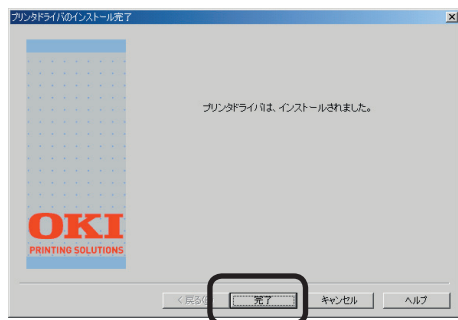 プリンタドライバのインストール完了
プリンタドライバは、インストールされました。
OKI
PRINTING SOLUTIONS
< 戻る(
完了
キャンセル
ヘルプ